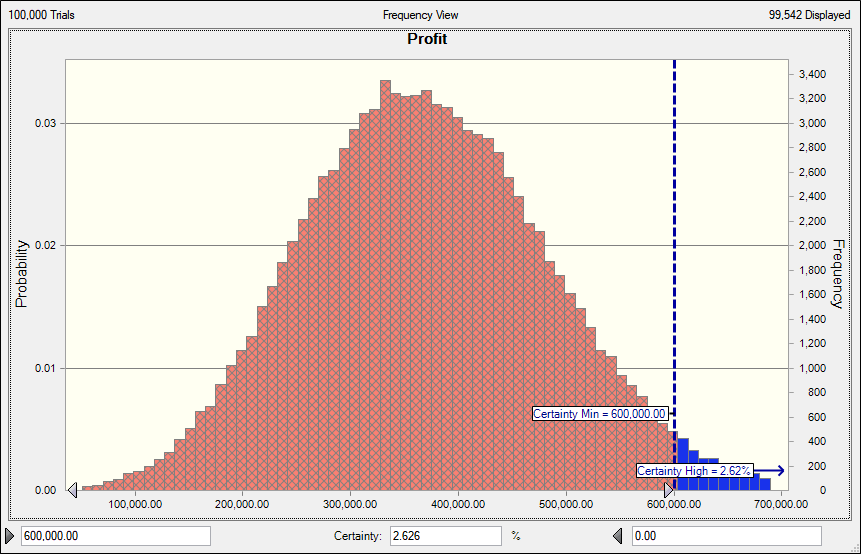 100,000 Trials Frequency View 99,542 Displayed
Profit
3,400
3,200
0.03 3,000
2,800
2,600
2,400
2,200
0.02 2,000
1,800
1,600
1,400
1,200
0.01 1,000
800
600
400
200
0.00 0
Probability
Frequency
Certainty Min = 600,000.00
Certainty High = 2.62%
100,000.00 200,000.00 300,000.00 400,000.00 500,000.00 600,000.00 700,000.00
600,000.00 Certainty: 2.626 % 0.00